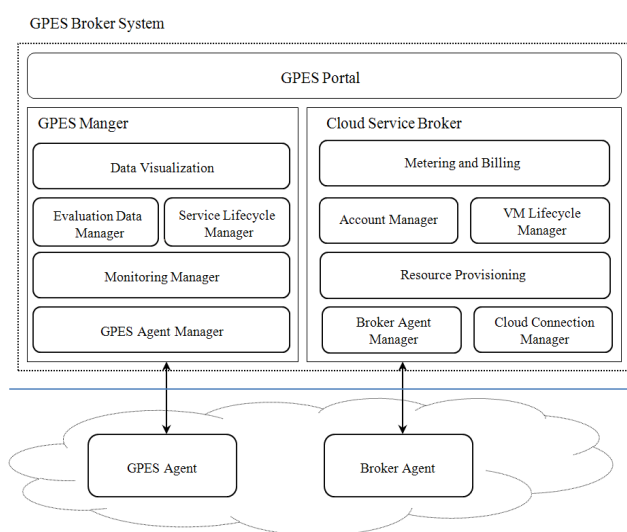 GPES Broker System
GPES Portal
GPES Manger
Data Visualization
Evaluation Data
Manager
Service Lifecycle
Manager
Monitoring Manager
GPES Agent Manager
Cloud Service Broker
Metering and Billing
Account Manager
VM Lifecycle
Manager
Resource Provisioning
Broker Agent
Manager
Cloud Connection
Manager
GPES Agent
Broker Agent